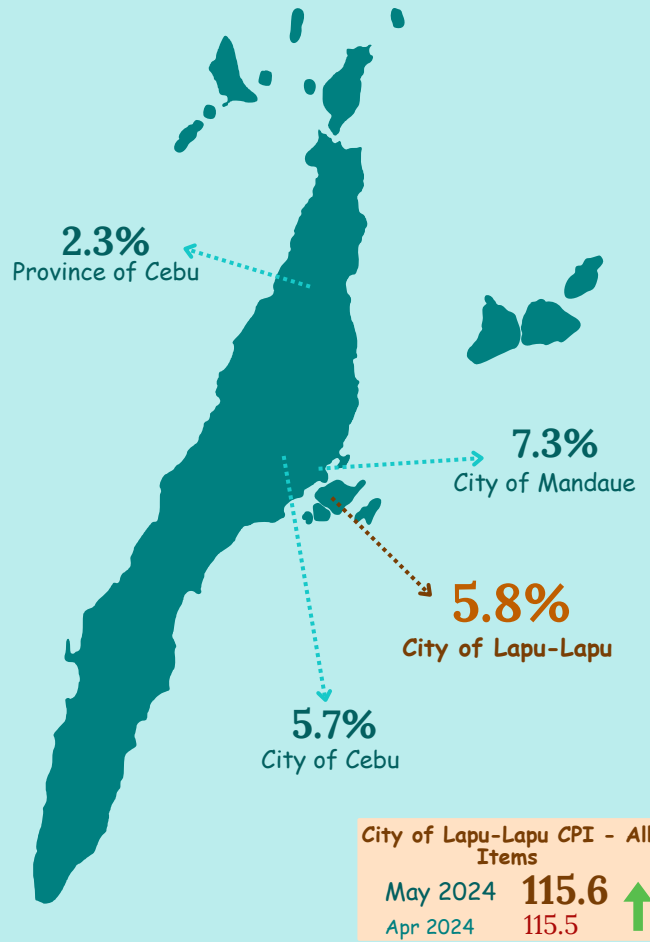 2.3%
Province of Cebu
7.3%
City of Mandaue
5.8%
City of Lapu-Lapu
5.7%
City of Cebu
City of Lapu-Lapu CPI - All
Items
May 2024 115.6
Apr 2024 115.5